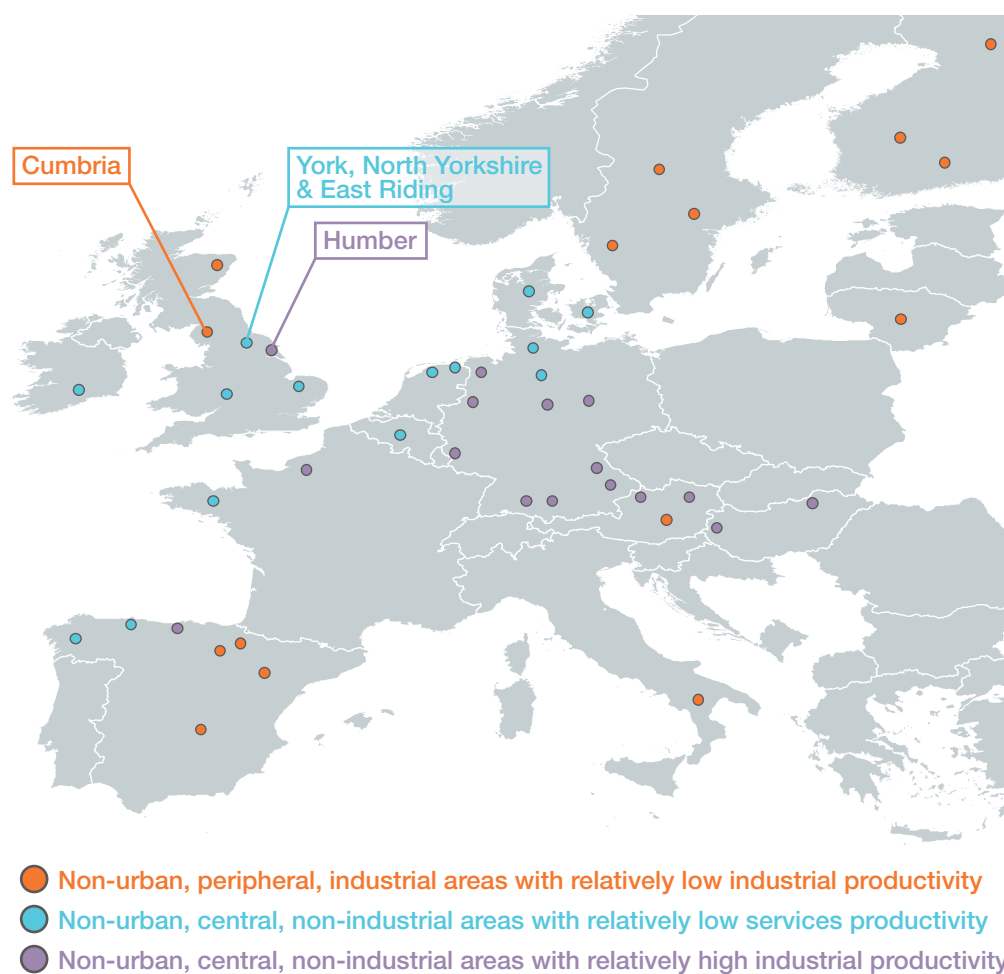 Cumbria
York, North Yorkshire
& East Riding
Humber
Non-urban, peripheral, industrial areas with relatively low industrial productivity
Non-urban, central, non-industrial areas with relatively low services productivity
Non-urban, central, non-industrial areas with relatively high industrial productivity